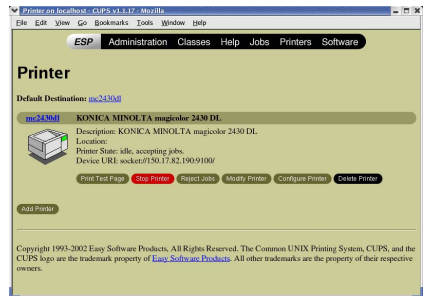 Printer on localhost - CUPS v1.1.17 - Mozilla
File Edit View Go Bookmarks Tools Window Help
ESP Administration Classes Help Jobs Printers Software
Printer
Default Destination: mc2430dl
mc2430dl KONICA MINOLTA magicolor 2430 DL
Description: KONICA MINOLTA magicolor 2430 DL
Location:
Printer State: idle, accepting jobs.
Device URI: socket://150.17.82.190:9100/
Print Test Page Stop Printer Reject Jobs Modify Printer Configure Printer Delete Printer
Add Printer
Copyright 1993-2002 Easy Software Products, All Rights Reserved. The Common UNIX Printing System, CUPS, and the
CUPS logo are the trademark property of Easy Software Products. All other trademarks are the property of their respective
owners.